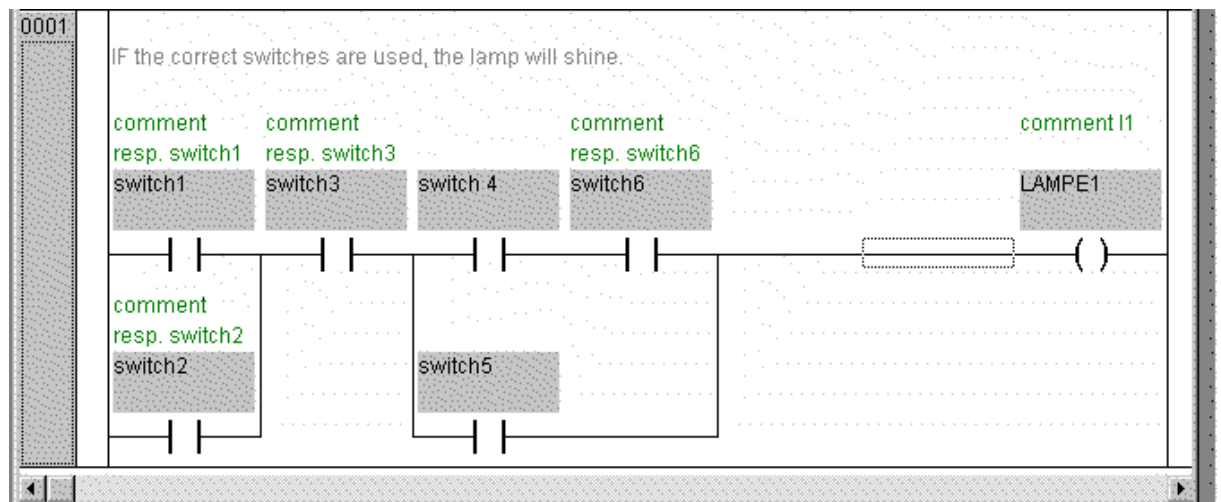 0001
IF the correct switches are used, the lamp will shine.
comment comment comment comment l1
resp. switch1 resp. switch3 resp. switch6
switch1 switch3 switch 4 switch6 LAMPE1
comment
resp. switch2
switch2 switch5